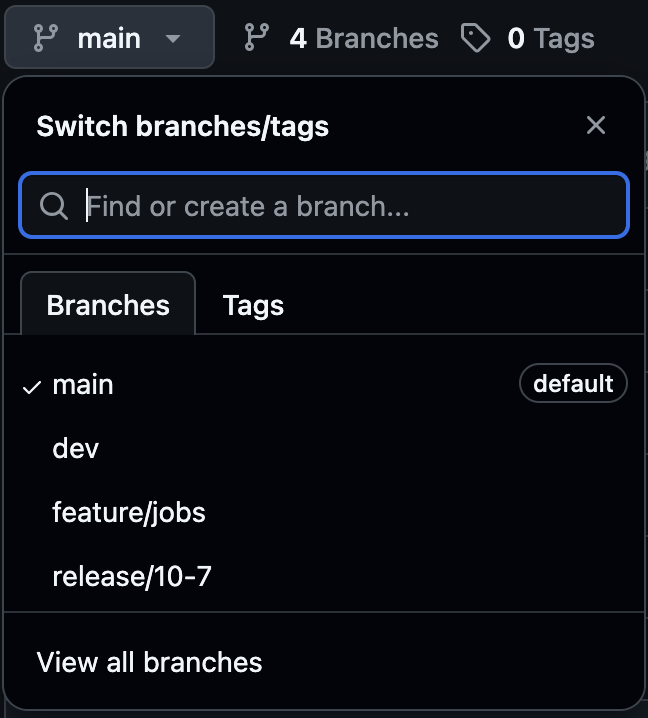 main 4 Branches 0 Tags
Switch branches/tags
Find or create a branch...
Branches Tags
main default
dev
feature/jobs
release/10-7
View all branches